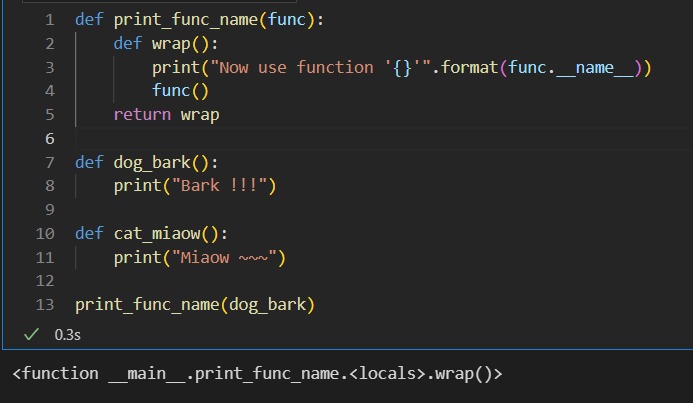 1 def print_func_name(func):
2     def wrap():
3         print("Now use function '{}'".format(func.__name__))
4         func()
5     return wrap
6
7 def dog_bark():
8     print("Bark !!!")
9
10 def cat_miaow():
11     print("Miaow ~~~")
12
13 print_func_name(dog_bark)
✓ 0.3s
<function __main__.print_func_name.<locals>.wrap()>